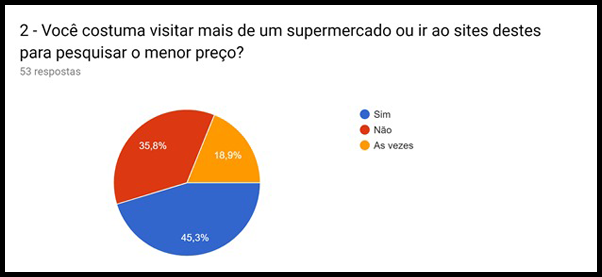 2 - Você costuma visitar mais de um supermercado ou ir ao sites destes
para pesquisar o menor preço?
53 respostas
Sim
Não
As vezes
35,8%
18,9%
45,3%